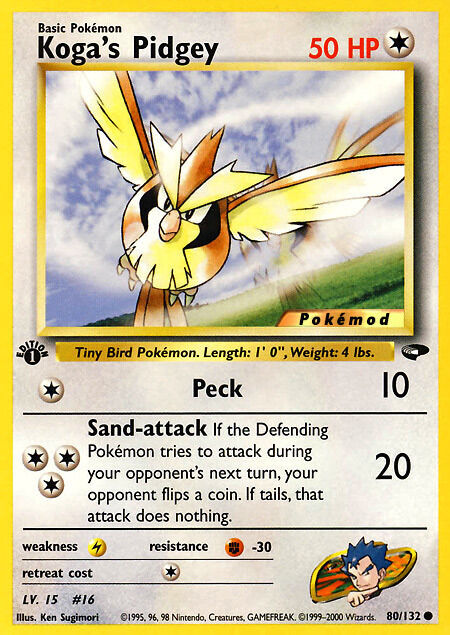 Basic Pokémon
Koga's Pidgey 50 HP
Pokémod
EDITION 1
Tiny Bird Pokémon. Length: 1' 0", Weight: 4 lbs.
Peck 10
Sand-attack If the Defending
Pokémon tries to attack during
your opponent's next turn, your
opponent flips a coin. If tails, that
attack does nothing.
20
weakness resistance -30
retreat cost
LV. 15 #16
Illus. Ken Sugimori ©1995, 96, 98 Nintendo, Creatures, GAMEFREAK. ©1999-2000 Wizards. 80/132